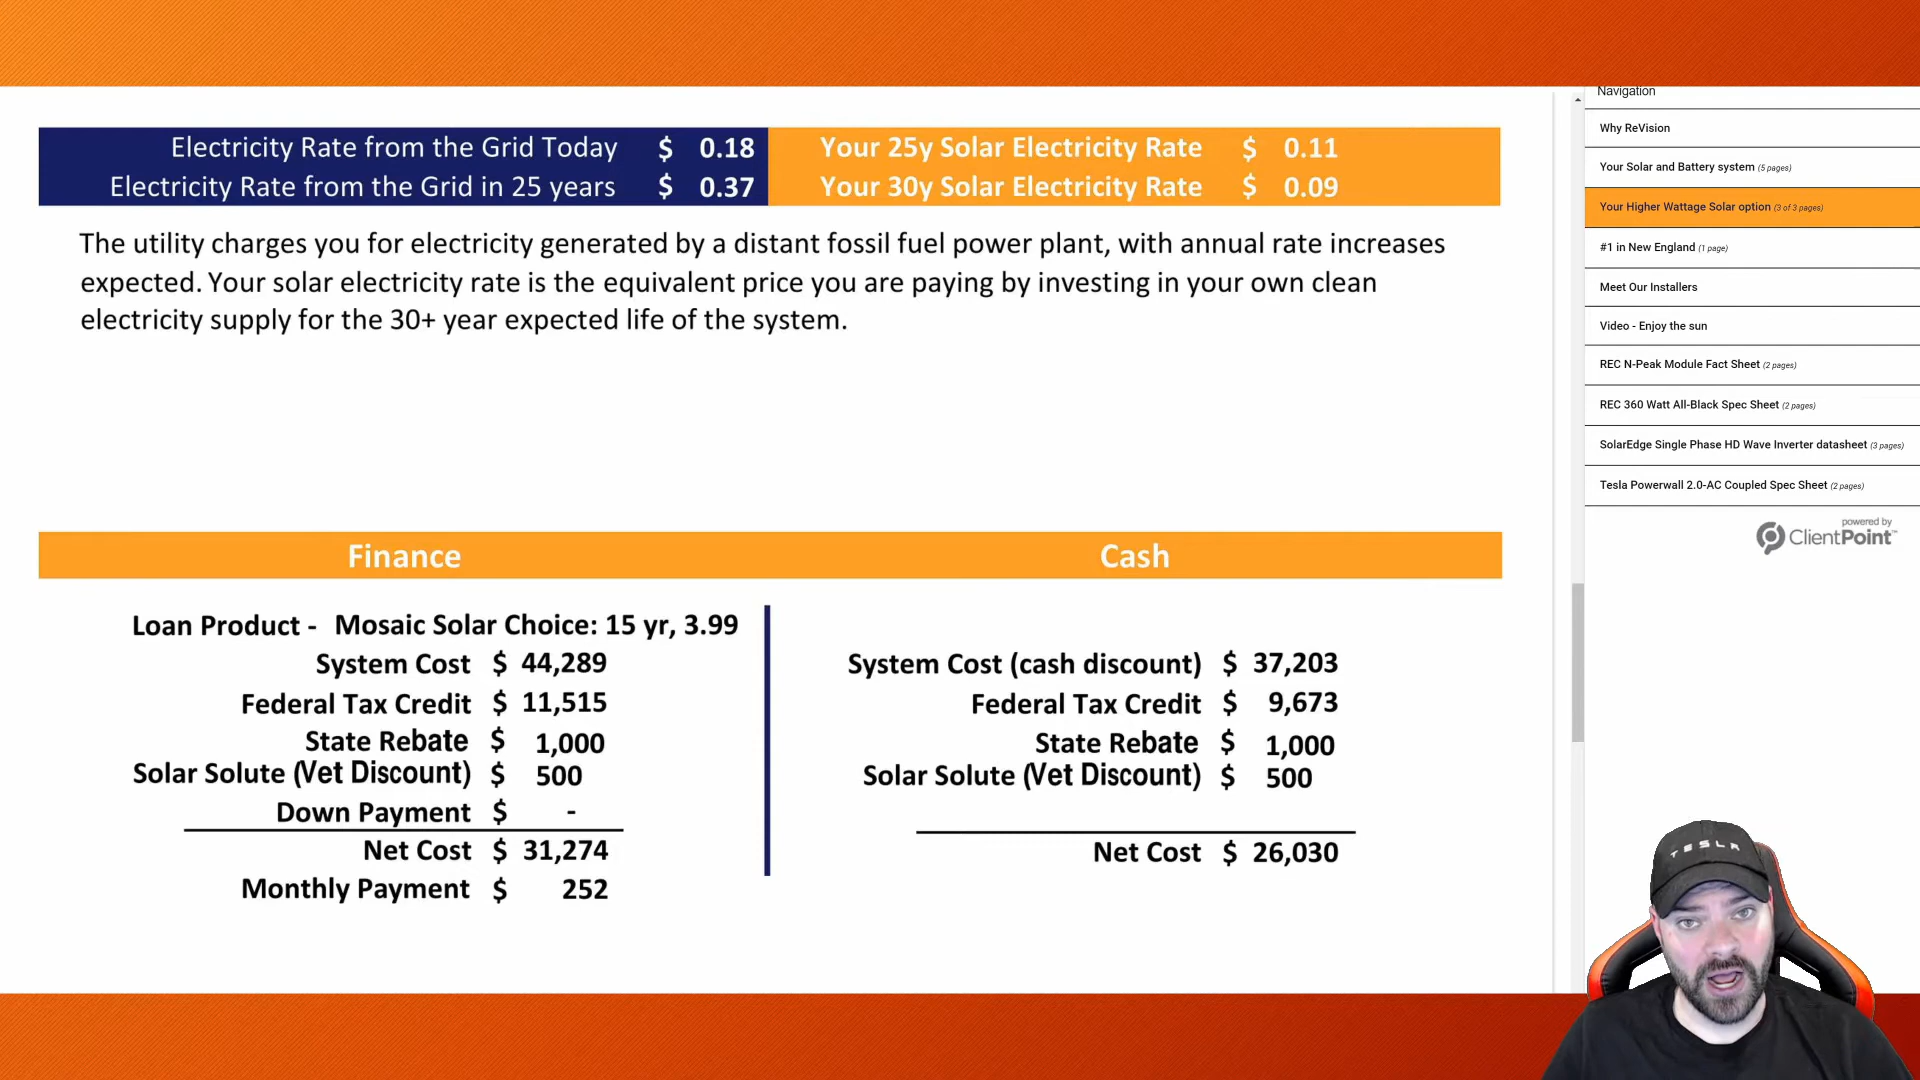 Electricity Rate from the Grid Today $ 0.18 Your 25y Solar Electricity Rate $ 0.11
Electricity Rate from the Grid in 25 years $ 0.37 Your 30y Solar Electricity Rate $ 0.09
The utility charges you for electricity generated by a distant fossil fuel power plant, with annual rate increases
expected. Your solar electricity rate is the equivalent price you are paying by investing in your own clean
electricity supply for the 30+ year expected life of the system.
Finance
Loan Product - Mosaic Solar Choice: 15 yr, 3.99
System Cost $ 44,289
Federal Tax Credit $ 11,515
State Rebate $ 1,000
Solar Solute (Vet Discount) $ 500
Down Payment $ -
Net Cost $ 31,274
Monthly Payment $ 252
Cash
System Cost (cash discount) $ 37,203
Federal Tax Credit $ 9,673
State Rebate $ 1,000
Solar Solute (Vet Discount) $ 500
Net Cost $ 26,030
Navigation
Why ReVision
Your Solar and Battery system (5 pages)
Your Higher Wattage Solar option (3 of 3 pages)
#1 in New England (1 page)
Meet Our Installers
Video - Enjoy the sun
REC N-Peak Module Fact Sheet (2 pages)
REC 360 Watt All-Black Spec Sheet (2 pages)
SolarEdge Single Phase HD Wave Inverter datasheet (3 pages)
Tesla Powerwall 2.0-AC Coupled Spec Sheet (2 pages)
powered by
ClientPoint™
TESLA